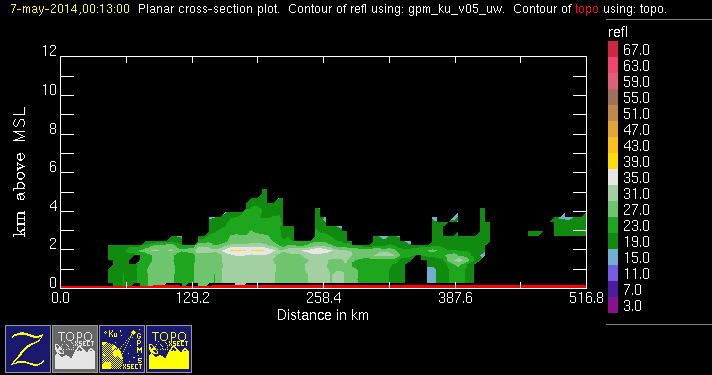 7-may-2014,00:13:00 Planar cross-section plot. Contour of refl using: gpm_ku_v05_uw. Contour of topo using: topo.
refl
67.0
63.0
59.0
55.0
51.0
47.0
43.0
39.0
35.0
31.0
27.0
23.0
19.0
15.0
11.0
7.0
3.0
km above MSL
12
10
8
6
4
2
0
0.0 129.2 258.4 387.6 516.8
Distance in km
Z
TOPO
XSECT
"Ku"
GPM
XSECT
TOPO
XSECT